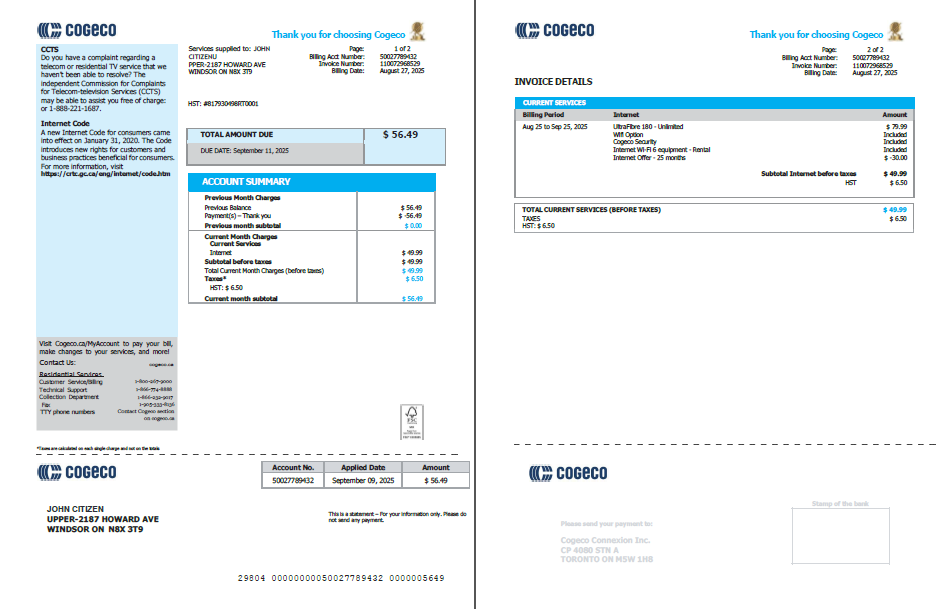 COGECO
Thank you for choosing Cogeco
CCTS
Do you have a complaint regarding a
telecom or residential TV service that we
haven't been able to resolve? The
independent Commission for Complaints
for Telecom-television Services (CCTS)
may be able to assist you free of charge:
or 1-888-221-1687.
Internet Code
A new Internet Code for consumers came
into effect on January 31, 2020. The Code
introduces new rights for customers and
business practices beneficial for consumers.
For more information, visit
https://crtc.gc.ca/eng/internet/code.htm
Services supplied to: JOHN
CITIZENU
PPER-2187 HOWARD AVE
WINDSOR ON N8X 3T9
Page: 1 of 2
Billing Acct Number: 50027789432
Invoice Number: 110072968529
Billing Date: August 27, 2025
HST: #817930498RT0001
TOTAL AMOUNT DUE $ 56.49
DUE DATE: September 11, 2025
ACCOUNT SUMMARY
Previous Month Charges
Previous Balance $ 56.49
Payment(s) – Thank you $ -56.49
Previous month subtotal $ 0.00
Current Month Charges
Current Services
Internet $ 49.99
Subtotal before taxes $ 49.99
Total Current Month Charges (before taxes) $ 49.99
Taxes* $ 6.50
HST: $ 6.50
Current month subtotal $ 56.49
Visit Cogeco.ca/MyAccount to pay your bill,
make changes to your services, and more!
Contact Us: cogeco.ca
Residential Services
Customer Service/Billing 1-800-267-9000
Technical Support 1-866-774-8888
Collection Department 1-866-232-9017
Fax: 1-905-333-6136
TTY phone numbers Contact Cogeco section
on cogeco.ca
FSC
*Taxes are calculated on each single charge and not on the totals
COGECO
Account No. Applied Date Amount
50027789432 September 09, 2025 $ 56.49
JOHN CITIZEN
UPPER-2187 HOWARD AVE
WINDSOR ON N8X 3T9
This is a statement – For your information only. Please do
not send any payment.
29804 00000000050027789432 0000005649
COGECO
Thank you for choosing Cogeco
Page: 2 of 2
Billing Acct Number: 50027789432
Invoice Number: 110072968529
Billing Date: August 27, 2025
INVOICE DETAILS
CURRENT SERVICES
Billing Period Internet Amount
Aug 25 to Sep 25, 2025 UltraFibre 180 - Unlimited $ 79.99
Wifi Option Included
Cogeco Security Included
Internet Wi-Fi 6 equipment - Rental Included
Internet Offer - 25 months $ -30.00
Subtotal Internet before taxes $ 49.99
HST $ 6.50
TOTAL CURRENT SERVICES (BEFORE TAXES) $ 49.99
TAXES $ 6.50
HST: $ 6.50
COGECO
Stamp of the bank
Please send your payment to:
Cogeco Connexion Inc.
CP 4080 STN A
TORONTO ON M5W 1H8